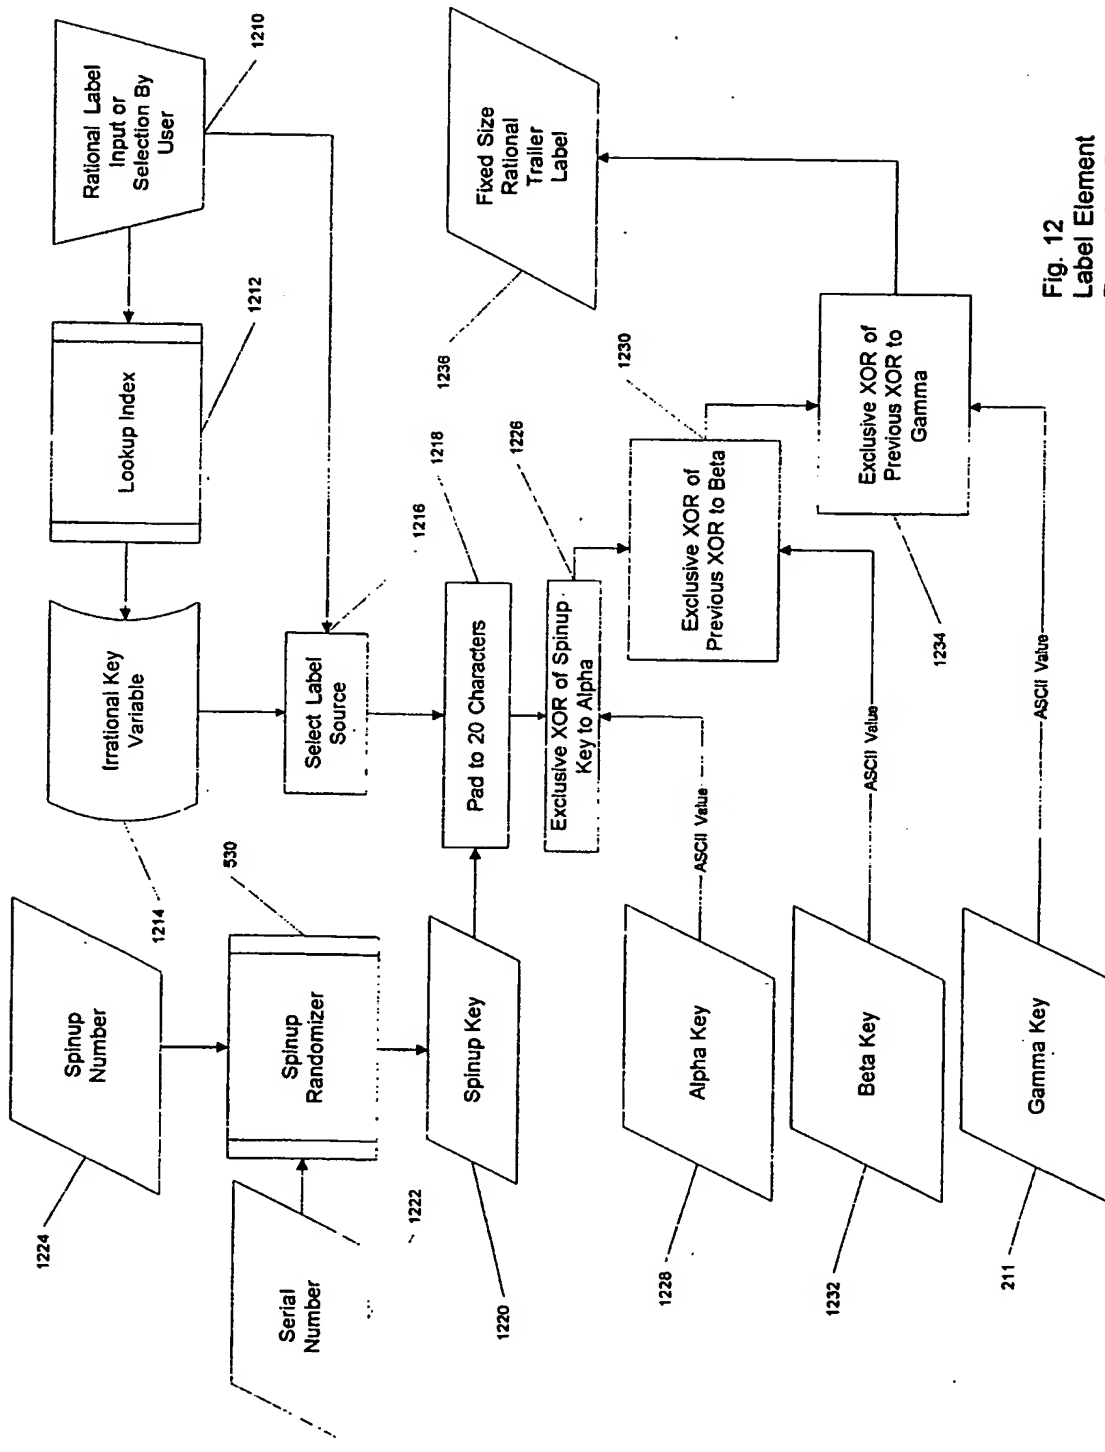 Spinup
Number
1224
Serial
Number
1222
Spinup
Randomizer
530
Spinup Key
1220
Irrational Key
Variable
1214
Lookup Index
1212
Rational Label
Input or
Selection By
User
1210
Select Label
Source
1216
Pad to 20 Characters
1218
Exclusive XOR of Spinup
Key to Alpha
1226
Alpha Key
1228
ASCII Value
Exclusive XOR of
Previous XOR to Beta
1230
Beta Key
1232
ASCII Value
Exclusive XOR of
Previous XOR to
Gamma
1234
Gamma Key
211
ASCII Value
Fixed Size
Rational
Trailer
Label
1236
Fig. 12
Label Element